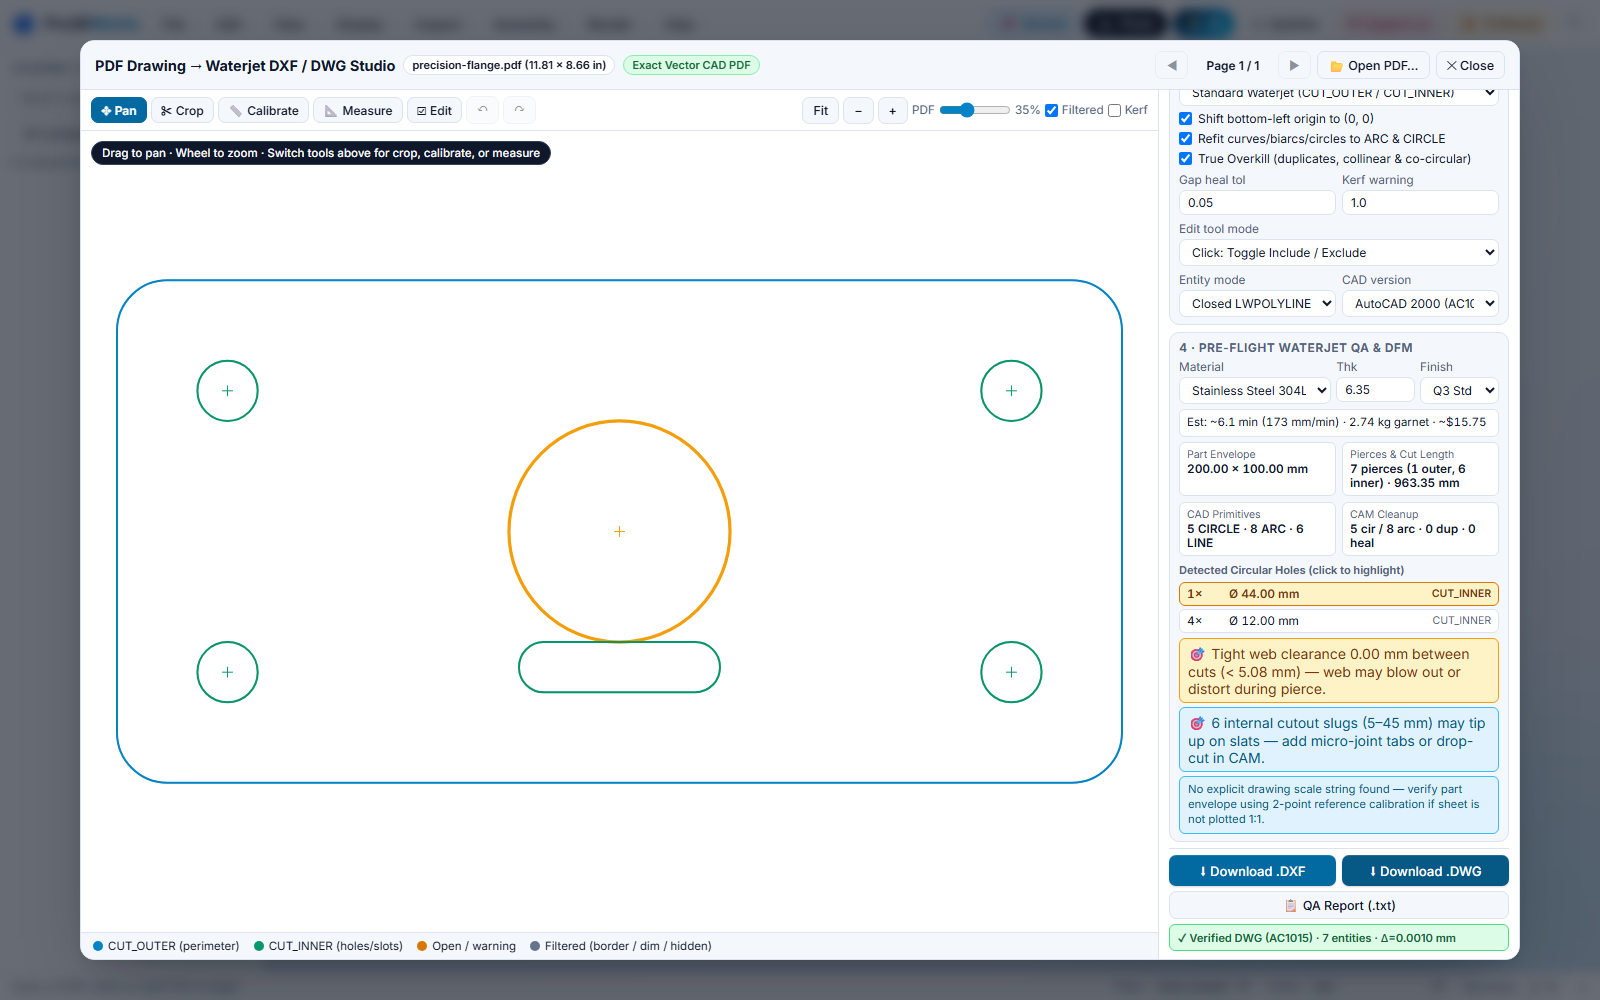 PDF Drawing → Waterjet DXF / DWG Studio
precision-flange.pdf (11.81 × 8.66 in)
Exact Vector CAD PDF
◀ Page 1 / 1 ▶
📂 Open PDF...
✕ Close
✥ Pan
✂ Crop
📏 Calibrate
📐 Measure
☑ Edit
↶
↷
Fit
−
+
PDF
35%
Filtered
Kerf
Drag to pan · Wheel to zoom · Switch tools above for crop, calibrate, or measure
Standard Waterjet (CUT_OUTER / CUT_INNER)
Shift bottom-left origin to (0, 0)
Refit curves/biarcs/circles to ARC & CIRCLE
True Overkill (duplicates, collinear & co-circular)
Gap heal tol
Kerf warning
0.05
1.0
Edit tool mode
Click: Toggle Include / Exclude
Entity mode
CAD version
Closed LWPOLYLINE
AutoCAD 2000 (AC10
4 · PRE-FLIGHT WATERJET QA & DFM
Material
Thk
Finish
Stainless Steel 304L
6.35
Q3 Std
Est: ~6.1 min (173 mm/min) · 2.74 kg garnet · ~$15.75
Part Envelope
200.00 × 100.00 mm
Pierces & Cut Length
7 pierces (1 outer, 6
inner) · 963.35 mm
CAD Primitives
5 CIRCLE · 8 ARC · 6
LINE
CAM Cleanup
5 cir / 8 arc · 0 dup · 0
heal
Detected Circular Holes (click to highlight)
1× Ø 44.00 mm CUT_INNER
4× Ø 12.00 mm CUT_INNER
🎯 Tight web clearance 0.00 mm between
cuts (< 5.08 mm) — web may blow out or
distort during pierce.
🎯 6 internal cutout slugs (5–45 mm) may tip
up on slats — add micro-joint tabs or drop-
cut in CAM.
No explicit drawing scale string found — verify part
envelope using 2-point reference calibration if sheet is
not plotted 1:1.
⬇ Download .DXF
⬇ Download .DWG
📋 QA Report (.txt)
✓ Verified DWG (AC1015) · 7 entities · Δ=0.0010 mm
CUT_OUTER (perimeter)
CUT_INNER (holes/slots)
Open / warning
Filtered (border / dim / hidden)